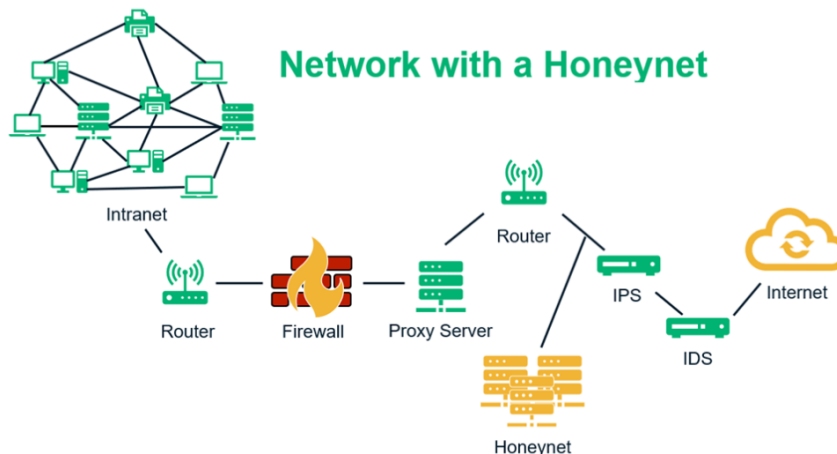 Network with a Honeynet
Intranet
Router
Firewall
Proxy Server
Router
IPS
IDS
Internet
Honeynet